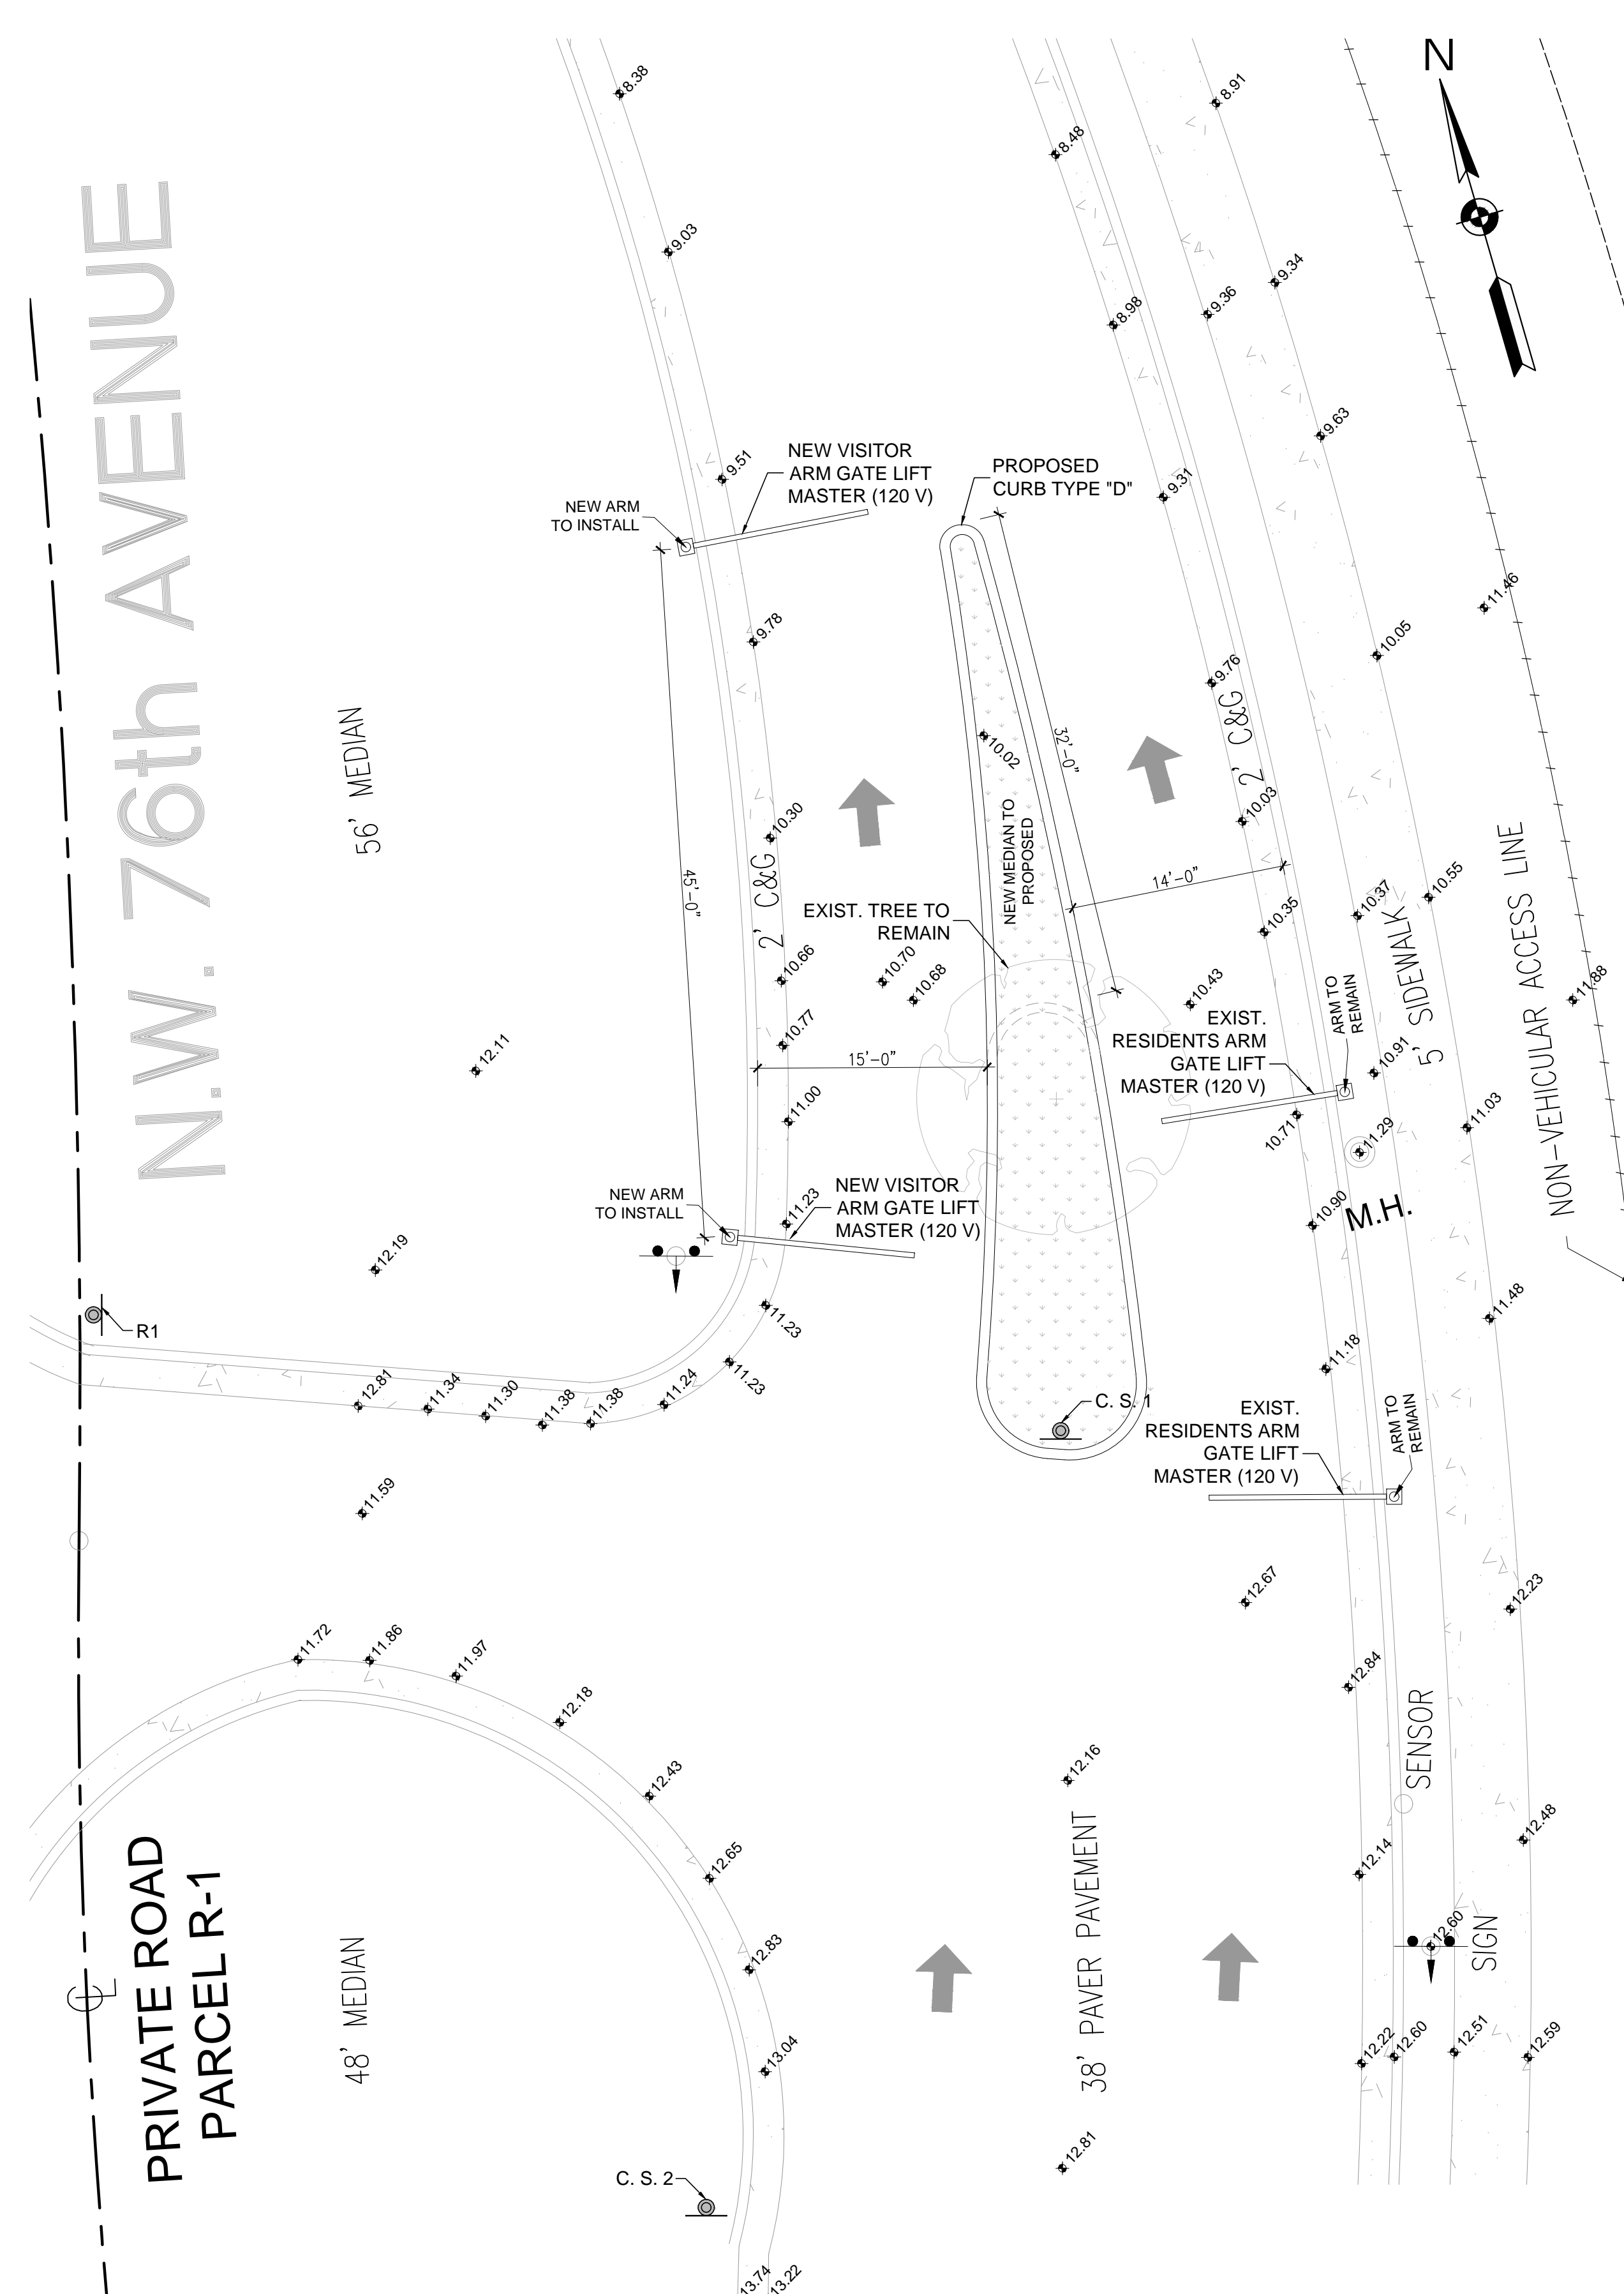 N
8.38
8.91
8.48
9.03
9.34
9.36
8.98
N.W. 76th AVENUE
9.63
NEW VISITOR
ARM GATE LIFT
MASTER (120 V)
PROPOSED
CURB TYPE "D"
9.51
9.31
NEW ARM
TO INSTALL
11.46
9.78
10.05
9.76
56' MEDIAN
10.02
32'-0"
2' C&G
10.30
10.03
NEW MEDIAN TO
PROPOSED
45'-0"
2' C&G
14'-0"
10.55
10.37
EXIST. TREE TO
REMAIN
10.35
5' SIDEWALK
NON-VEHICULAR ACCESS LINE
10.66
10.70
10.68
10.43
11.88
ARM TO
REMAIN
EXIST.
RESIDENTS ARM
GATE LIFT
MASTER (120 V)
10.77
12.11
15'-0"
10.91
11.00
10.71
11.03
11.29
NEW ARM
TO INSTALL
NEW VISITOR
ARM GATE LIFT
MASTER (120 V)
11.23
10.90
M.H.
12.19
R1
11.23
11.48
11.18
11.23
12.81
11.34
11.30
11.38
11.38
11.24
C. S. 1
EXIST.
RESIDENTS ARM
GATE LIFT
MASTER (120 V)
ARM TO
REMAIN
11.59
12.67
12.23
11.72
11.86
11.97
12.18
12.84
SENSOR
12.43
12.16
12.65
12.48
12.14
PRIVATE ROAD
PARCEL R-1
48' MEDIAN
38' PAVER PAVEMENT
12.83
12.60
SIGN
13.04
12.22
12.60
12.51
12.59
12.81
C. S. 2
13.74
13.22